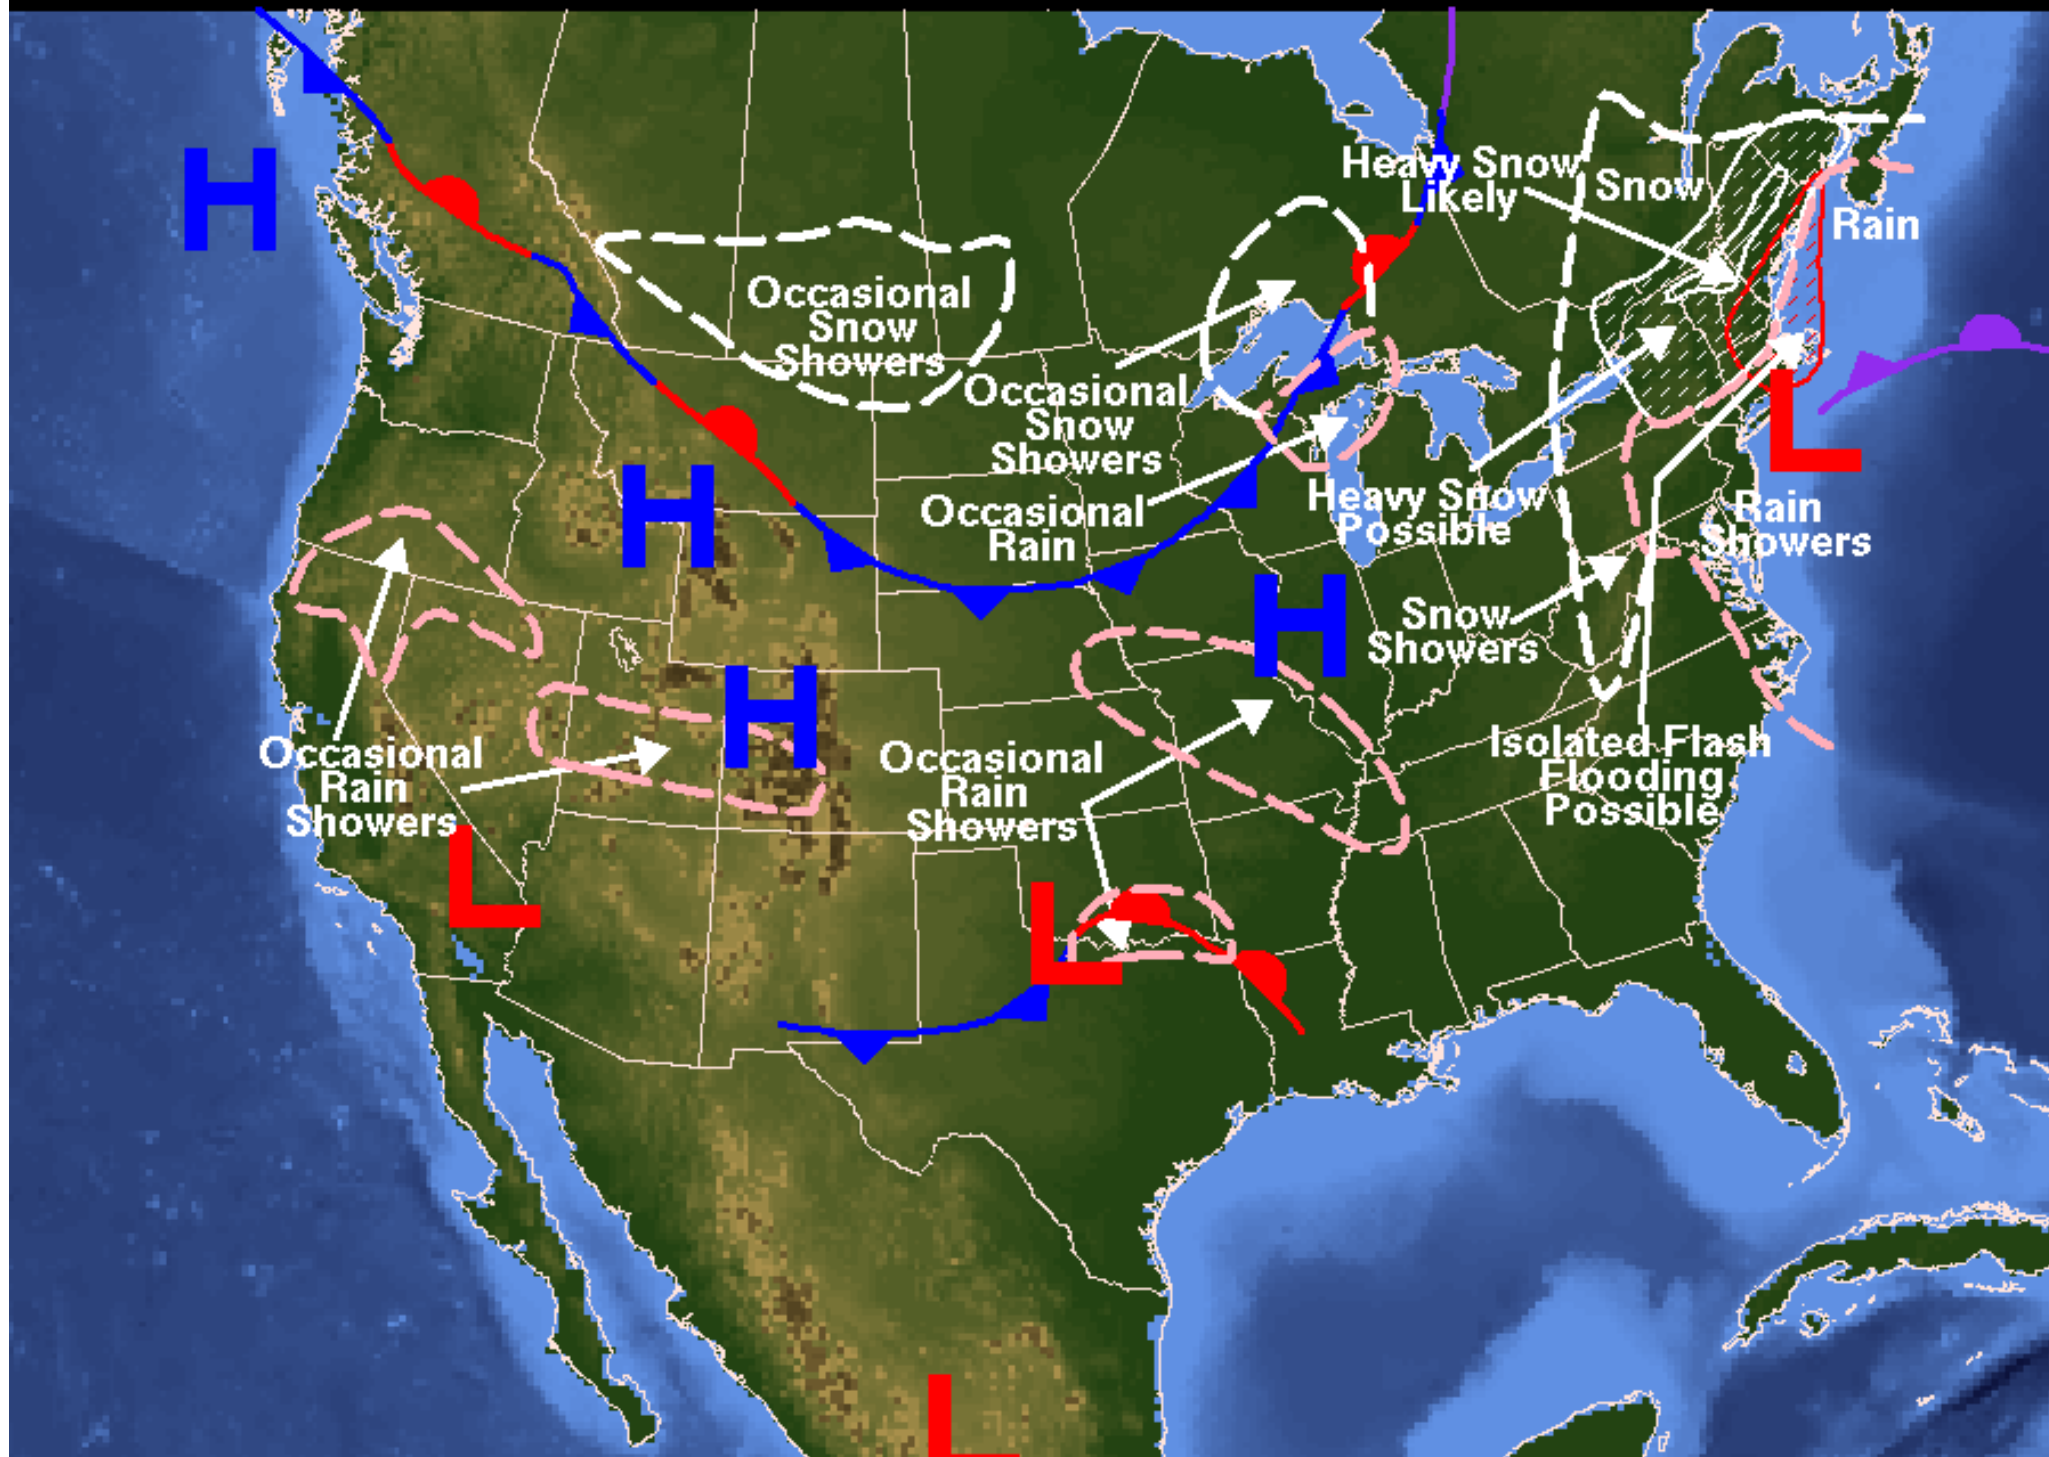 Heavy Snow
Likely
Snow
Rain
H
Occasional
Snow
Showers
Occasional
Snow
Showers
L
Occasional
Rain
Heavy Snow
Possible
Rain
Showers
H
H
Snow
Showers
H
Occasional
Rain
Showers
Occasional
Rain
Showers
Isolated Flash
Flooding
Possible
L
L
L